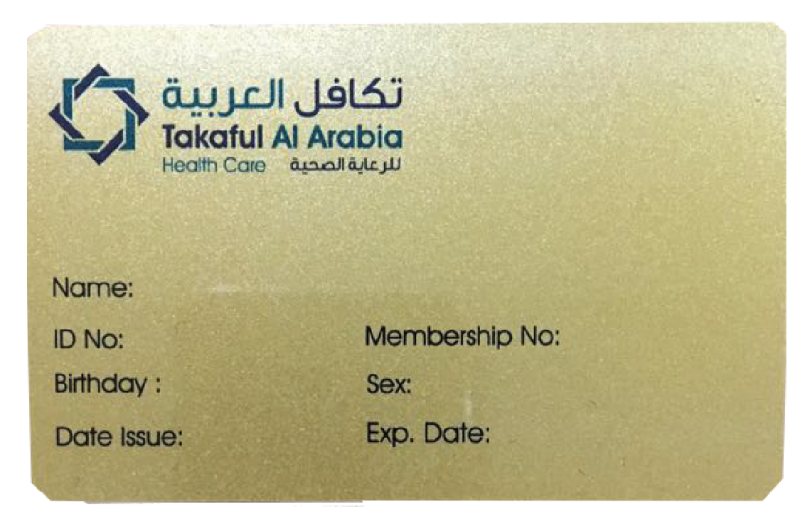 تكافل العربية
Takaful Al Arabia
Health Care للرعاية الصحية
Name:
ID No: Membership No:
Birthday : Sex:
Date Issue: Exp. Date: